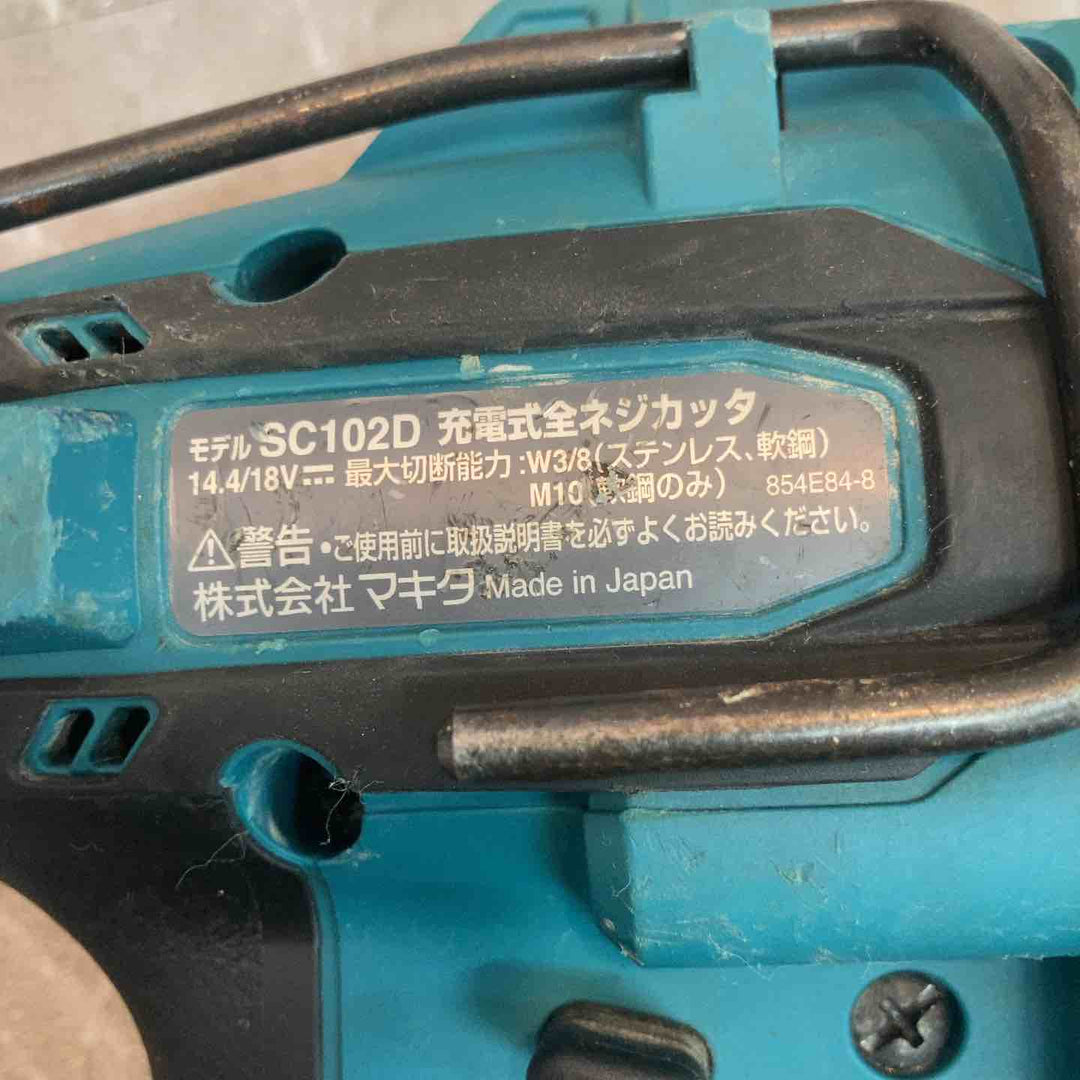 モデル SC102D 充電式全ネジカッタ
14.4/18V⎓ 最大切断能力:W3/8(ステンレス、軟鋼)
M10(軟鋼のみ) 854E84-8
⚠警告・ご使用前に取扱説明書を必ずよくお読みください。
株式会社 マキタ Made in Japan